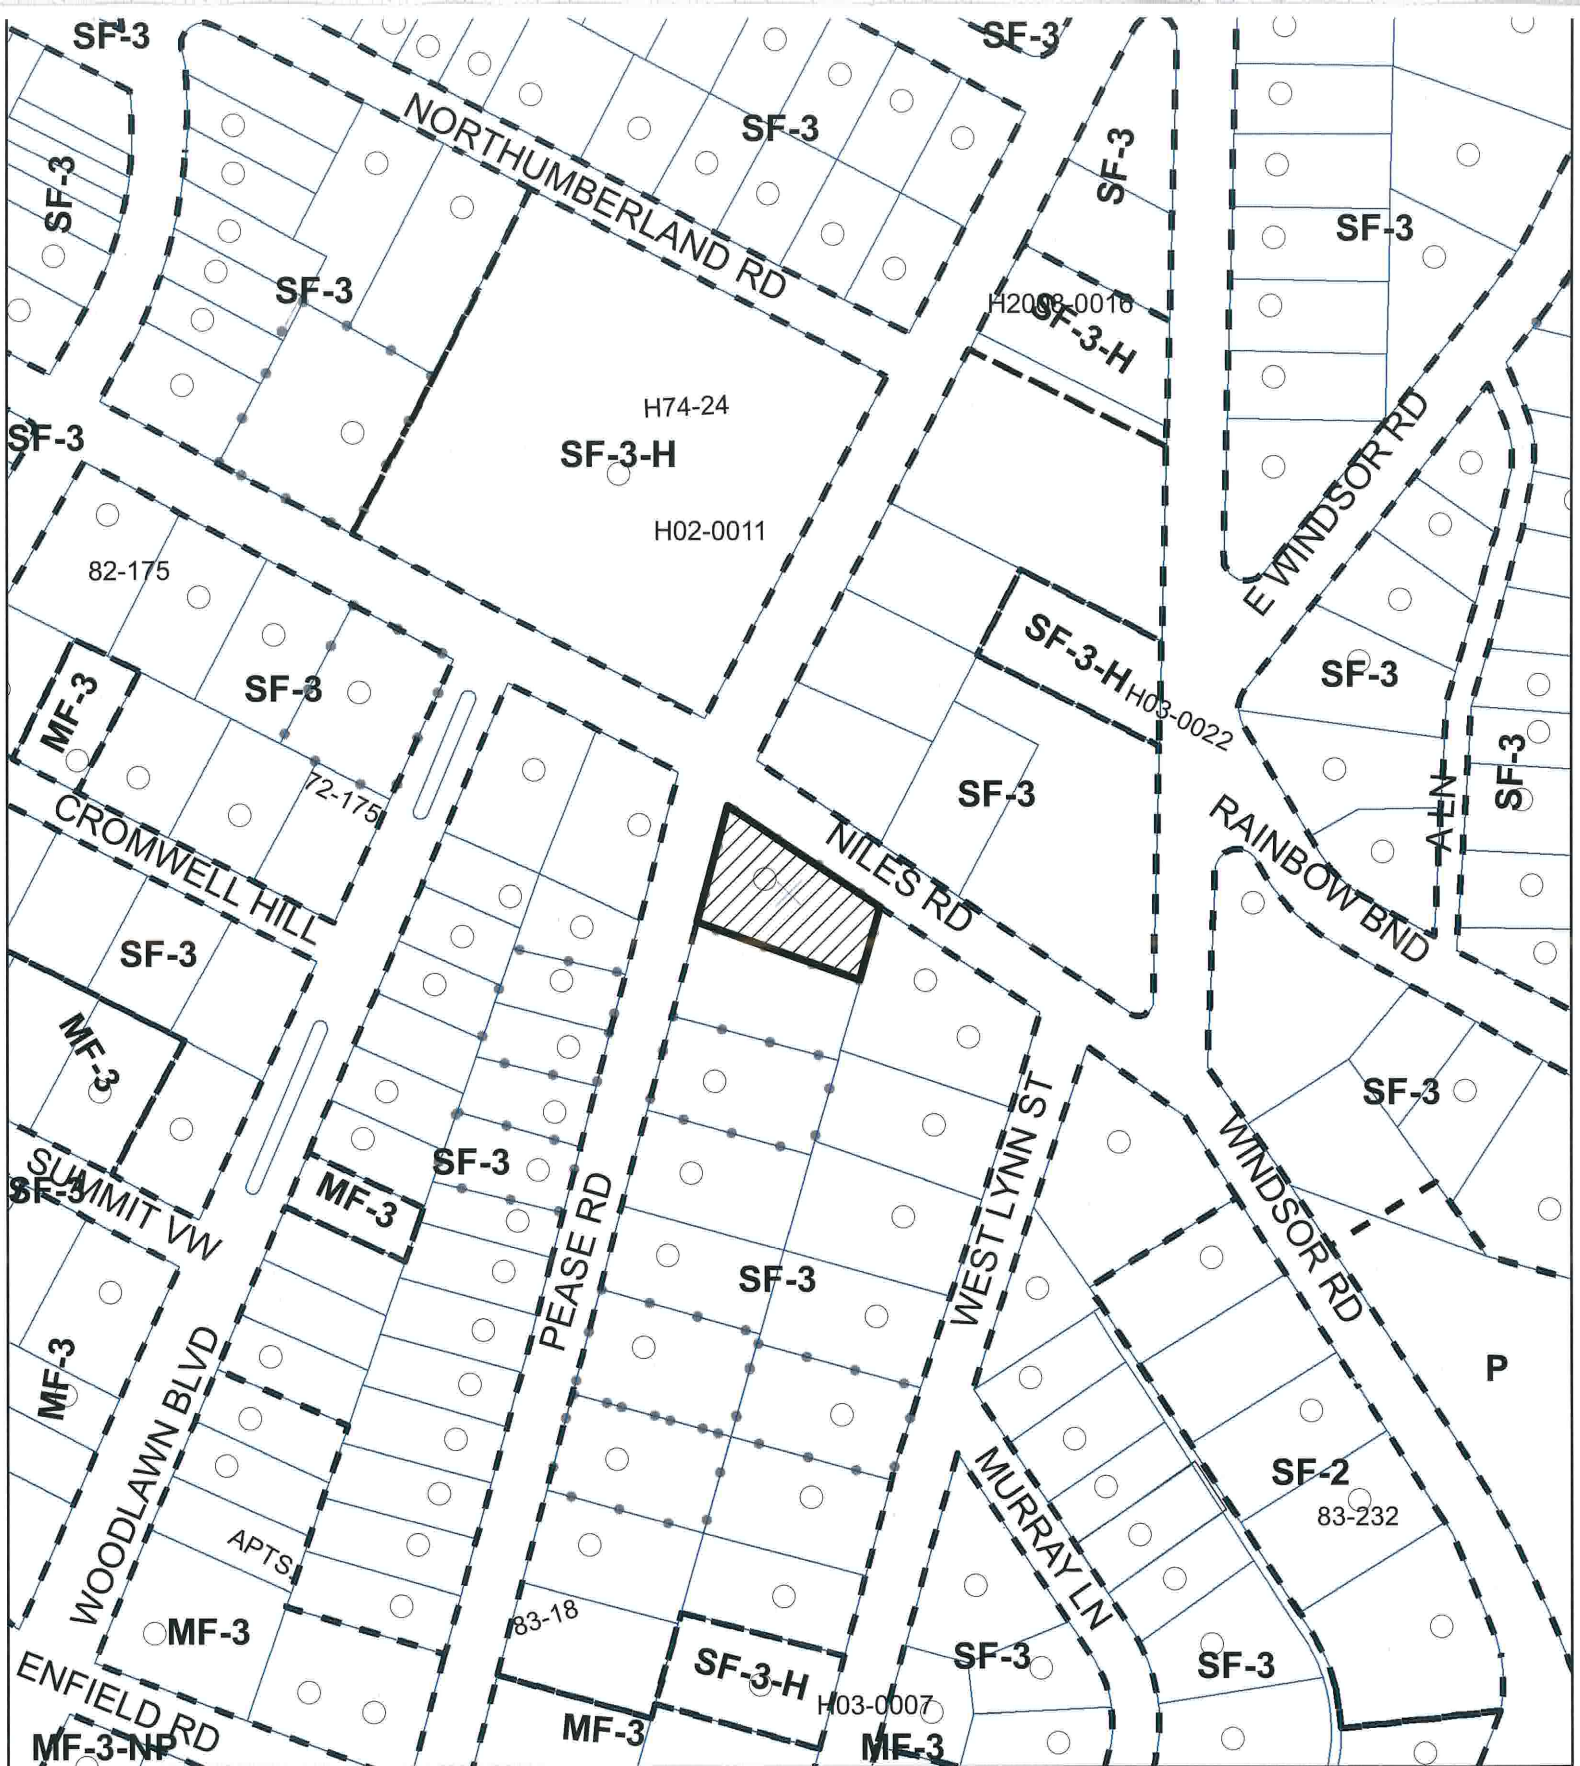 SF-3
SF-3
NORTHUMBERLAND RD
SF-3
SF-3
SF-3
SF-3
SF-3
H2008-0016
SF-3-H
H74-24
SF-3-H
H02-0011
SF-3
E WINDSOR RD
82-175
SF-3
MF-3
72-175
SF-3-H
H03-0022
SF-3
SF-3
SF-3
A LN
CROMWELL HILL
NILES RD
RAINBOW BND
SF-3
MF-3
SF-3
SUMMIT VW
SF-3
SF-3
MF-3
PEASE RD
WEST LYNN ST
WINDSOR RD
SF-3
P
MF-3
WOODLAWN BLVD
MURRAY LN
SF-2
83-232
APTS.
MF-3
83-18
SF-3-H
H03-0007
SF-3
SF-3
ENFIELD RD
MF-3-NP
MF-3
MF-3